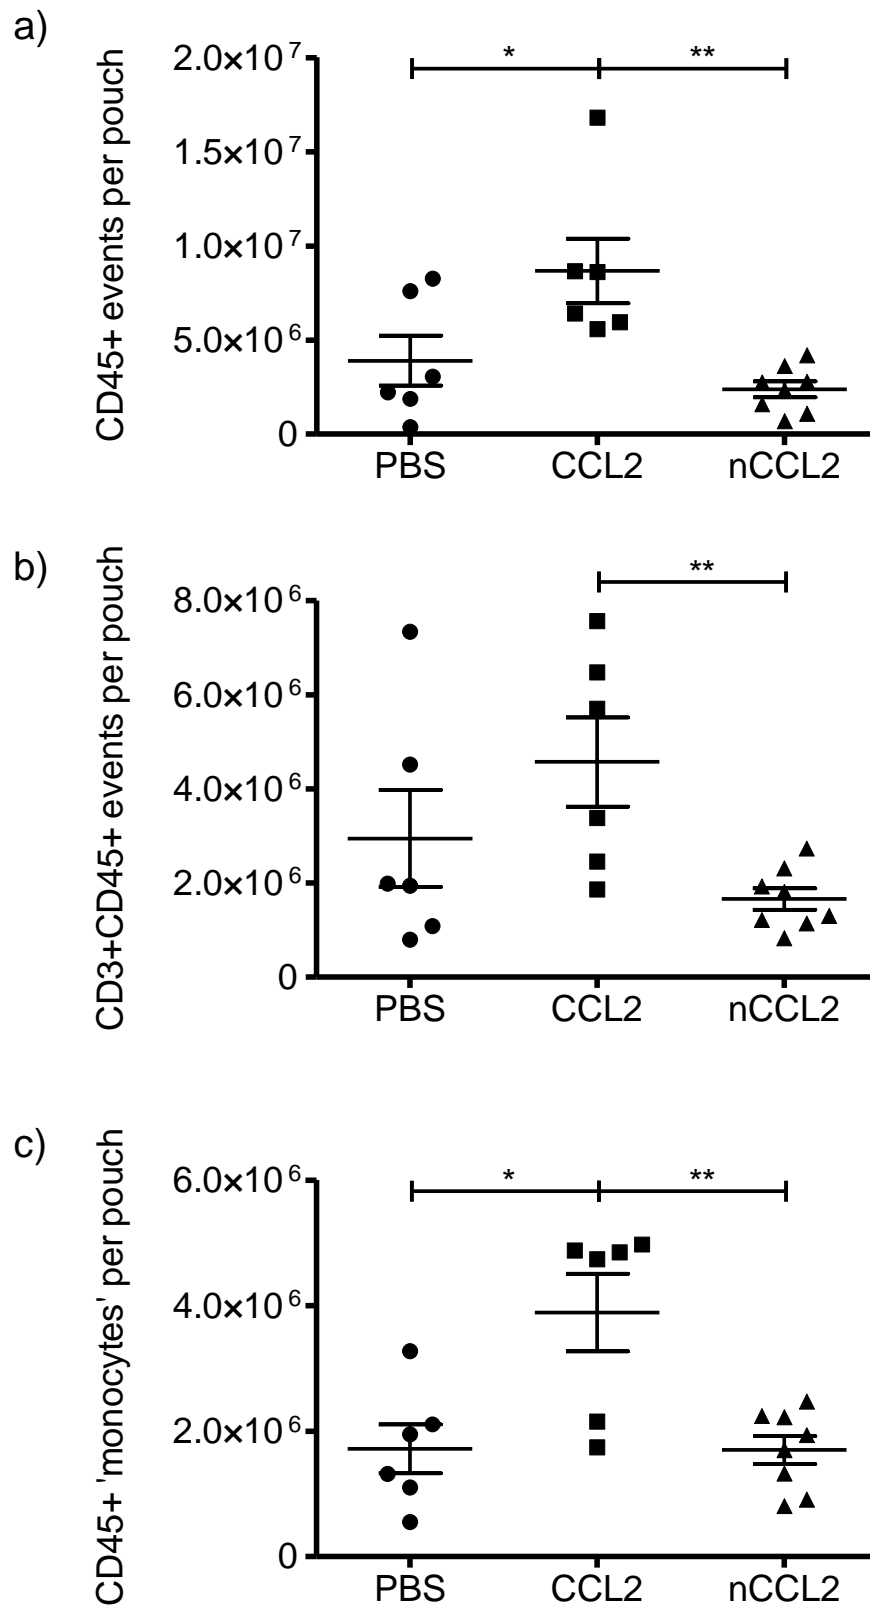 a)
CD45+ events per pouch
* **
2.0×10⁷
1.5×10⁷
1.0×10⁷
5.0×10⁶
0
PBS CCL2 nCCL2
b)
CD3+CD45+ events per pouch
**
8.0×10⁶
6.0×10⁶
4.0×10⁶
2.0×10⁶
0
PBS CCL2 nCCL2
c)
CD45+ 'monocytes' per pouch
* **
6.0×10⁶
4.0×10⁶
2.0×10⁶
0
PBS CCL2 nCCL2